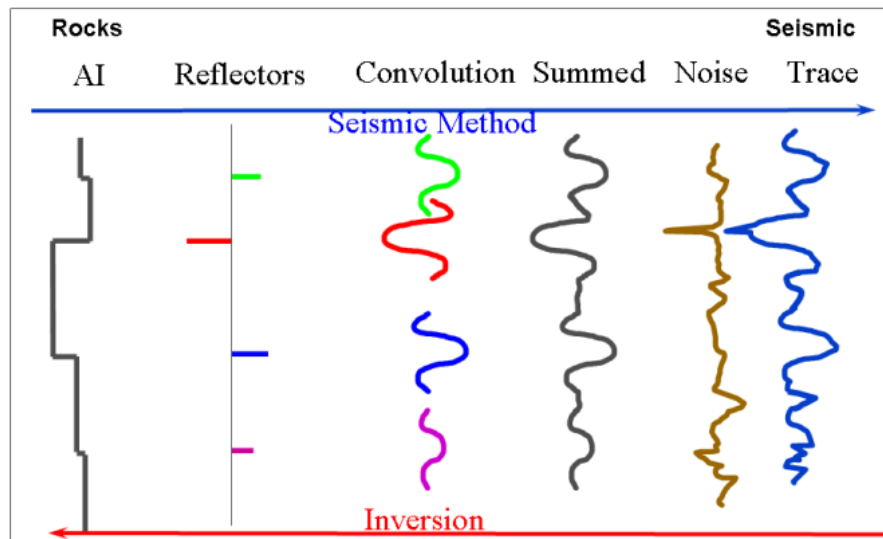 Rocks Seismic
AI Reflectors Convolution Summed Noise Trace
Seismic Method
Inversion